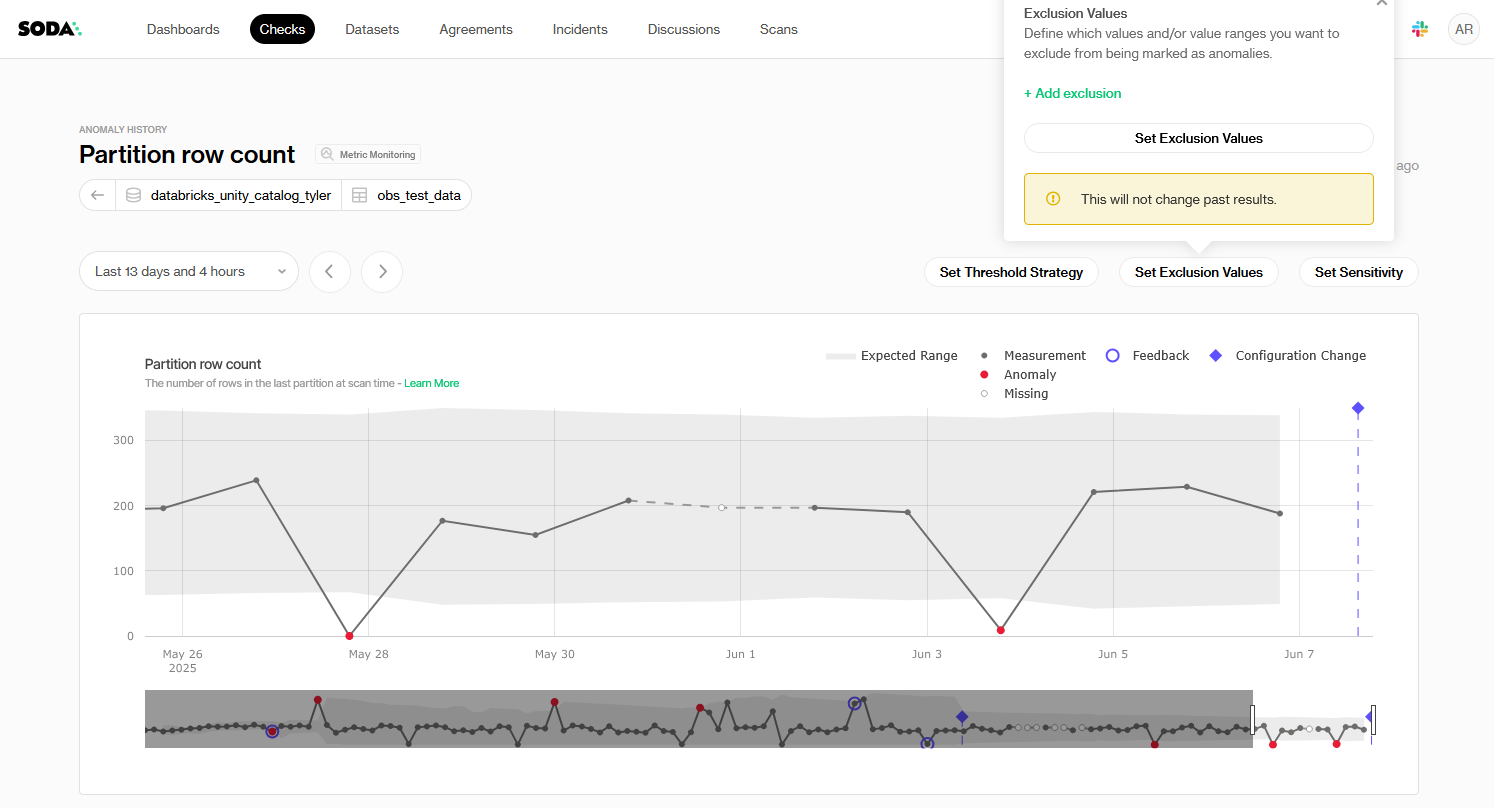 SODA
Dashboards
Checks
Datasets
Agreements
Incidents
Discussions
Scans
AR
Exclusion Values
Define which values and/or value ranges you want to
exclude from being marked as anomalies.
+ Add exclusion
Set Exclusion Values
This will not change past results.
ANOMALY HISTORY
Partition row count
Metric Monitoring
ago
databricks_unity_catalog_tyler
obs_test_data
Last 13 days and 4 hours
Set Threshold Strategy
Set Exclusion Values
Set Sensitivity
Partition row count
The number of rows in the last partition at scan time - Learn More
Expected Range
Measurement
Anomaly
Missing
Feedback
Configuration Change
300
200
100
0
May 26
2025
May 28
May 30
Jun 1
Jun 3
Jun 5
Jun 7